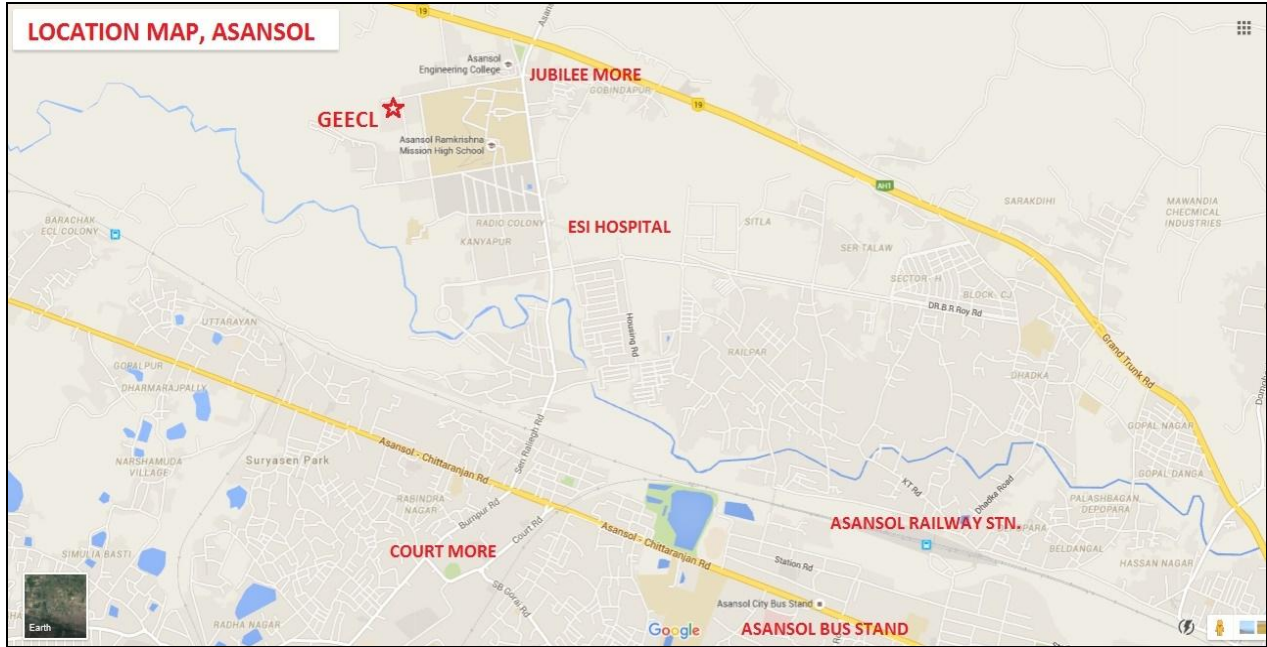 LOCATION MAP, ASANSOL
19
Asansol
Engineering College
JUBILEE MORE
GOBINDAPUR
19
GEECL
Asansol Ramkrishna
Mission High School
AH1
SARAKDIHI
MAWANDIA
CHECMICAL
INDUSTRIES
BARACHAK
ECL COLONY
RADIO COLONY
KANYAPUR
ESI HOSPITAL
SITLA
SER TALAW
SECTOR- H
BLOCK- CJ
DR.B.R Roy Rd
UTTARAYAN
Housing Rd
RAILPAR
Grand Trunk Rd
GOPALPUR
DHARMARAJPALLY
DHADKA
GOPAL NAGAR
Asansol - Chittaranjan Rd
Sen Raliegh Rd
NARSHAMUDA
VILLAGE
Suryasen Park
GOPAL DANGA
RABINDRA
NAGAR
Burnpur Rd
Court Rd
KT Rd
Dhadka Road
PALASHBAGAN
DEPOPARA
Asansol - Chittaranjan Rd
ASANSOL RAILWAY STN.
SIMULIA BASTI
COURT MORE
BELDANGAL
HASSAN NAGAR
Station Rd
SB Gorai Rd
Earth
RADHA NAGAR
Asansol City Bus Stand
Google
ASANSOL BUS STAND